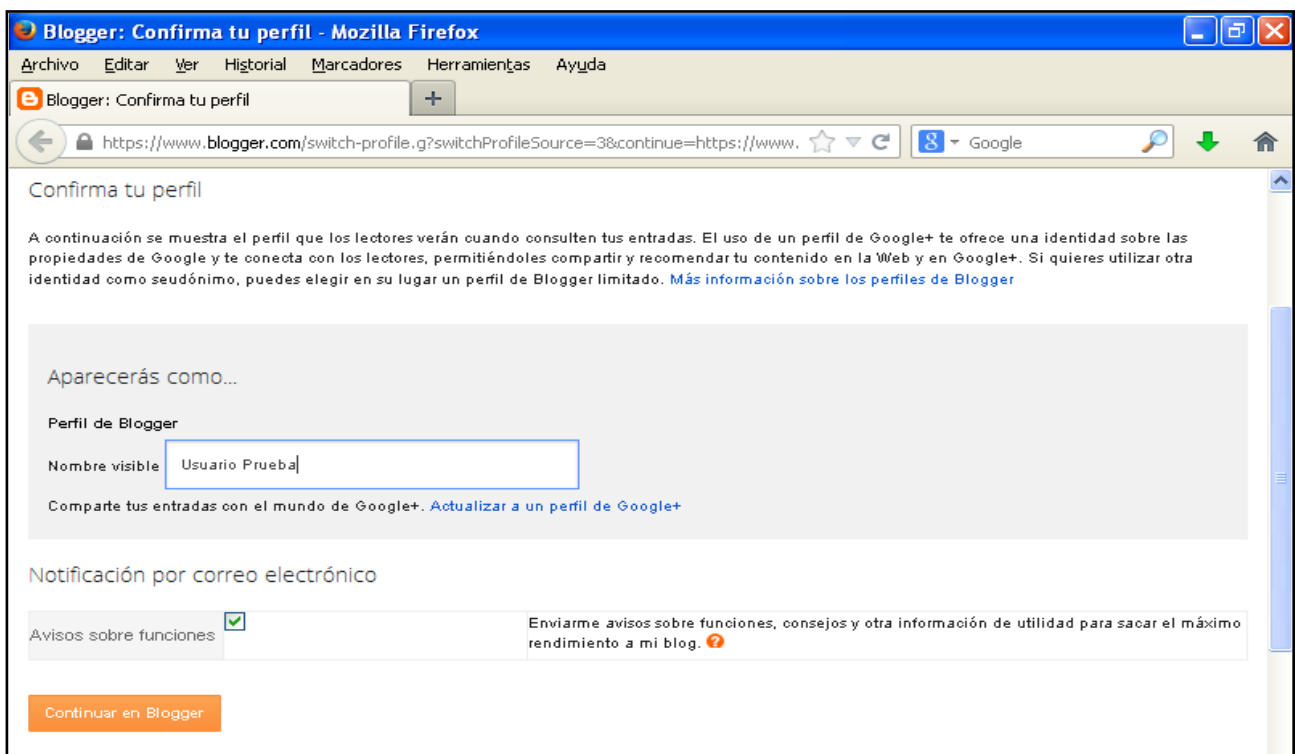 Blogger: Confirma tu perfil - Mozilla Firefox
Archivo Editar Ver Historial Marcadores Herramientas Ayuda
Blogger: Confirma tu perfil
https://www.blogger.com/switch-profile.g?switchProfileSource=3&continue=https://www. Google
Confirma tu perfil
A continuación se muestra el perfil que los lectores verán cuando consulten tus entradas. El uso de un perfil de Google+ te ofrece una identidad sobre las
propiedades de Google y te conecta con los lectores, permitiéndoles compartir y recomendar tu contenido en la Web y en Google+. Si quieres utilizar otra
identidad como seudónimo, puedes elegir en su lugar un perfil de Blogger limitado. Más información sobre los perfiles de Blogger
Aparecerás como...
Perfil de Blogger
Nombre visible Usuario Prueba
Comparte tus entradas con el mundo de Google+. Actualizar a un perfil de Google+
Notificación por correo electrónico
Avisos sobre funciones
Enviarme avisos sobre funciones, consejos y otra información de utilidad para sacar el máximo
rendimiento a mi blog. ?
Continuar en Blogger